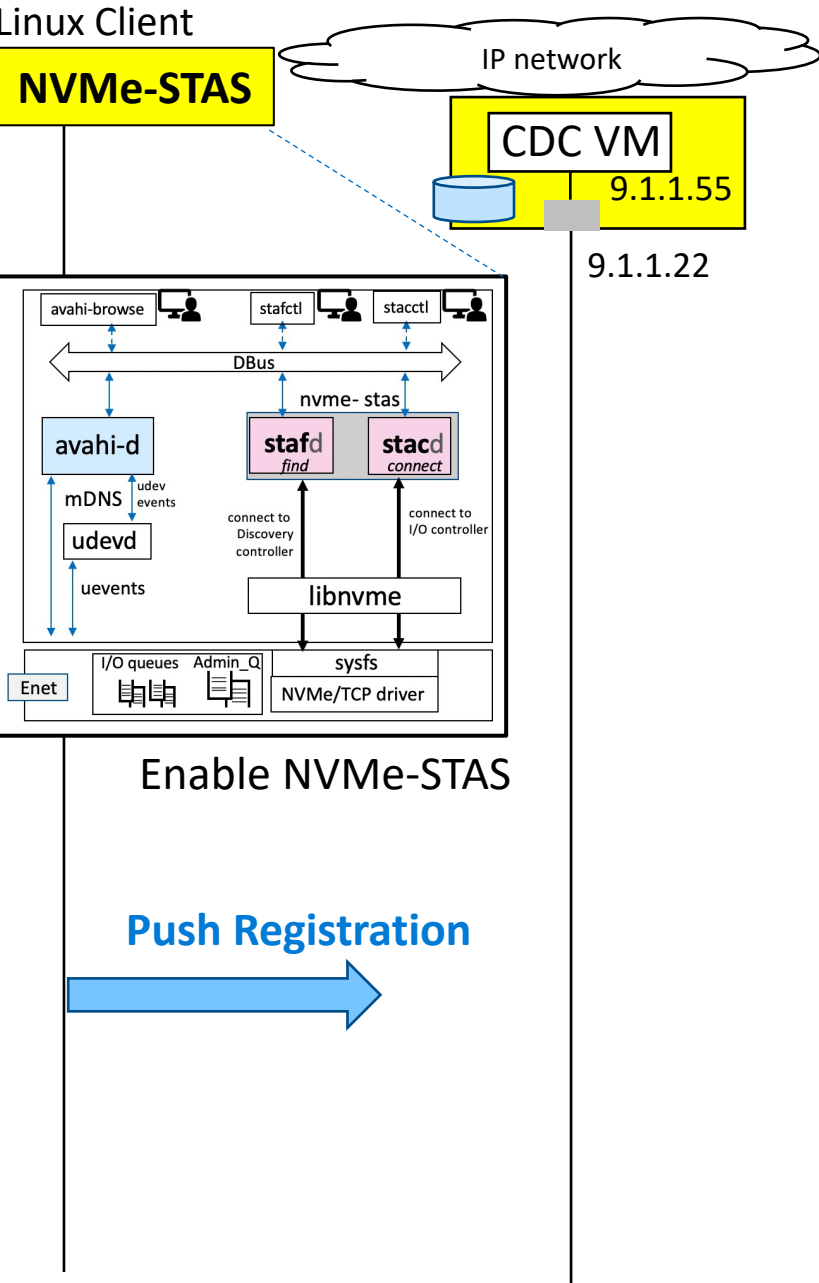 Linux Client
NVMe-STAS
IP network
CDC VM
9.1.1.55
9.1.1.22
avahi-browse
stafctl
stacctl
DBus
nvme- stas
avahi-d
stafd
find
stacd
connect
mDNS
udev
events
connect to
Discovery
controller
connect to
I/O controller
udevd
uevents
libnvme
I/O queues
Admin_Q
sysfs
Enet
NVMe/TCP driver
Enable NVMe-STAS
Push Registration